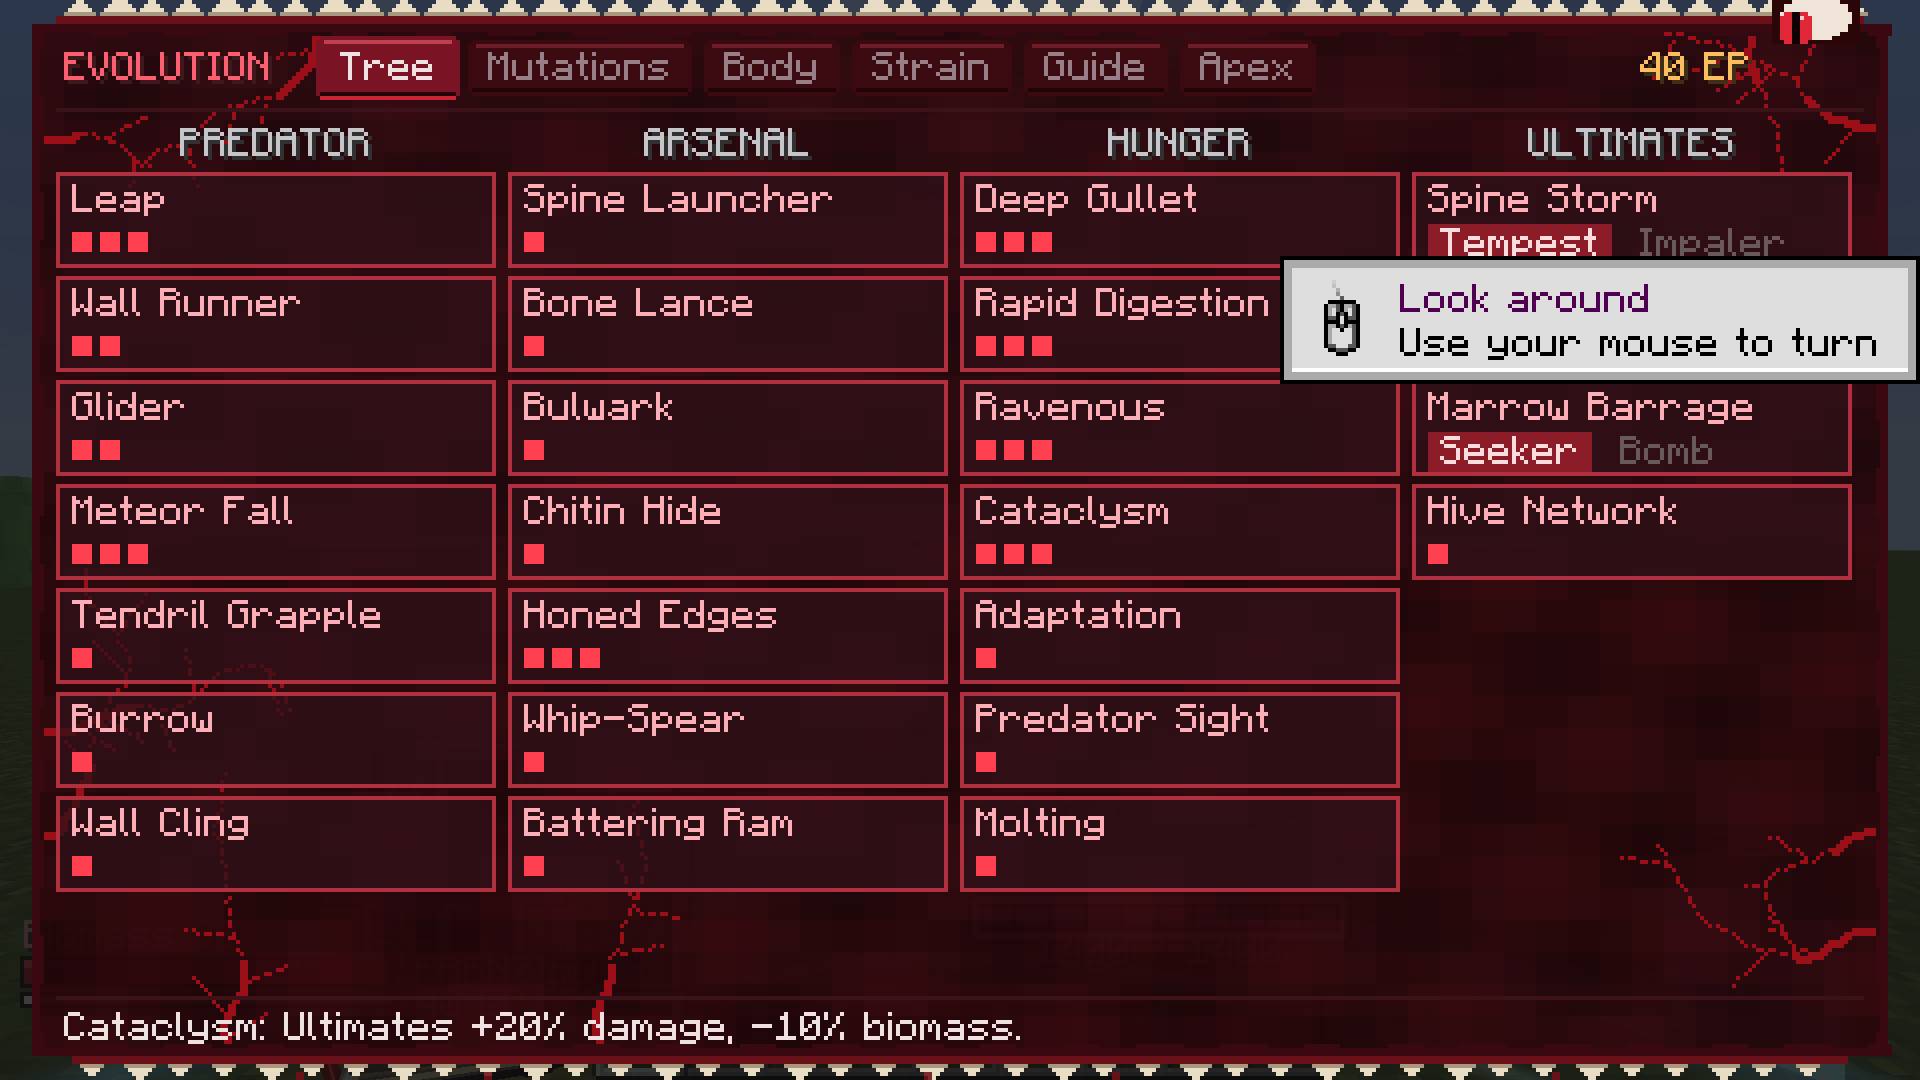 EVOLUTION Tree Mutations Body Strain Guide Apex 40 EP
PREDATOR ARSENAL HUNGER ULTIMATES
Leap Spine Launcher Deep Gullet Spine Storm
Tempest Impaler
Wall Runner Bone Lance Rapid Digestion
Look around
Use your mouse to turn
Glider Bulwark Ravenous Marrow Barrage
Seeker Bomb
Meteor Fall Chitin Hide Cataclysm Hive Network
Tendril Grapple Honed Edges Adaptation
Burrow Whip-Spear Predator Sight
Wall Cling Battering Ram Molting
Cataclysm: Ultimates +20% damage, -10% biomass.